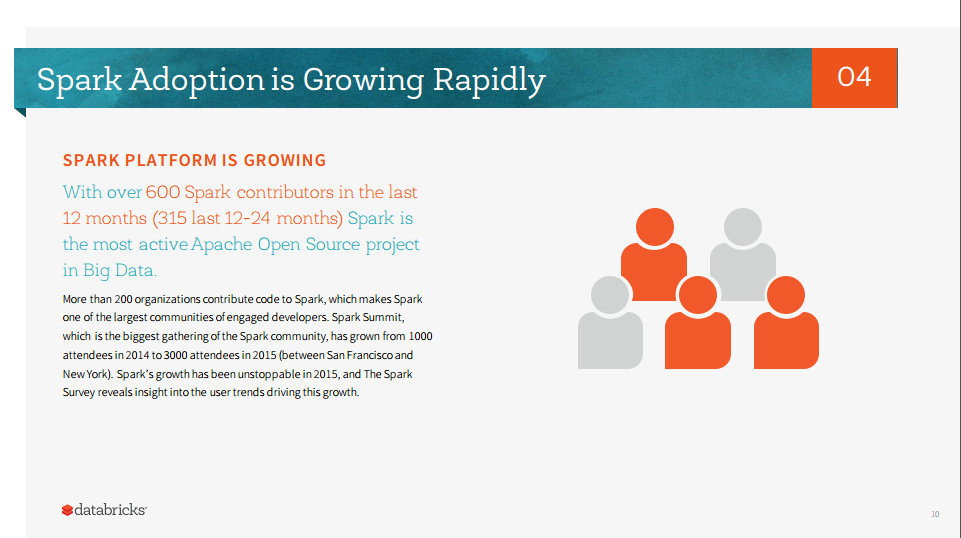 Spark Adoption is Growing Rapidly
04
SPARK PLATFORM IS GROWING
With over 600 Spark contributors in the last
12 months (315 last 12-24 months) Spark is
the most active Apache Open Source project
in Big Data.
More than 200 organizations contribute code to Spark, which makes Spark
one of the largest communities of engaged developers. Spark Summit,
which is the biggest gathering of the Spark community, has grown from 1000
attendees in 2014 to 3000 attendees in 2015 (between San Francisco and
New York). Spark's growth has been unstoppable in 2015, and The Spark
Survey reveals insight into the user trends driving this growth.
databricks
10